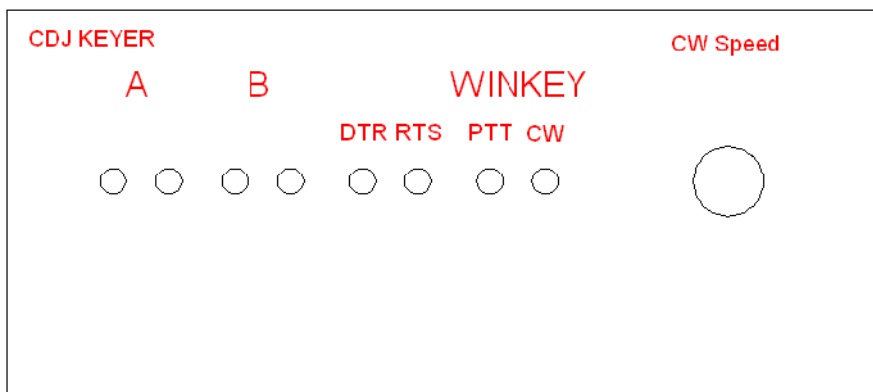 CDJ KEYER
CW Speed
A B WINKEY
DTR RTS PTT CW